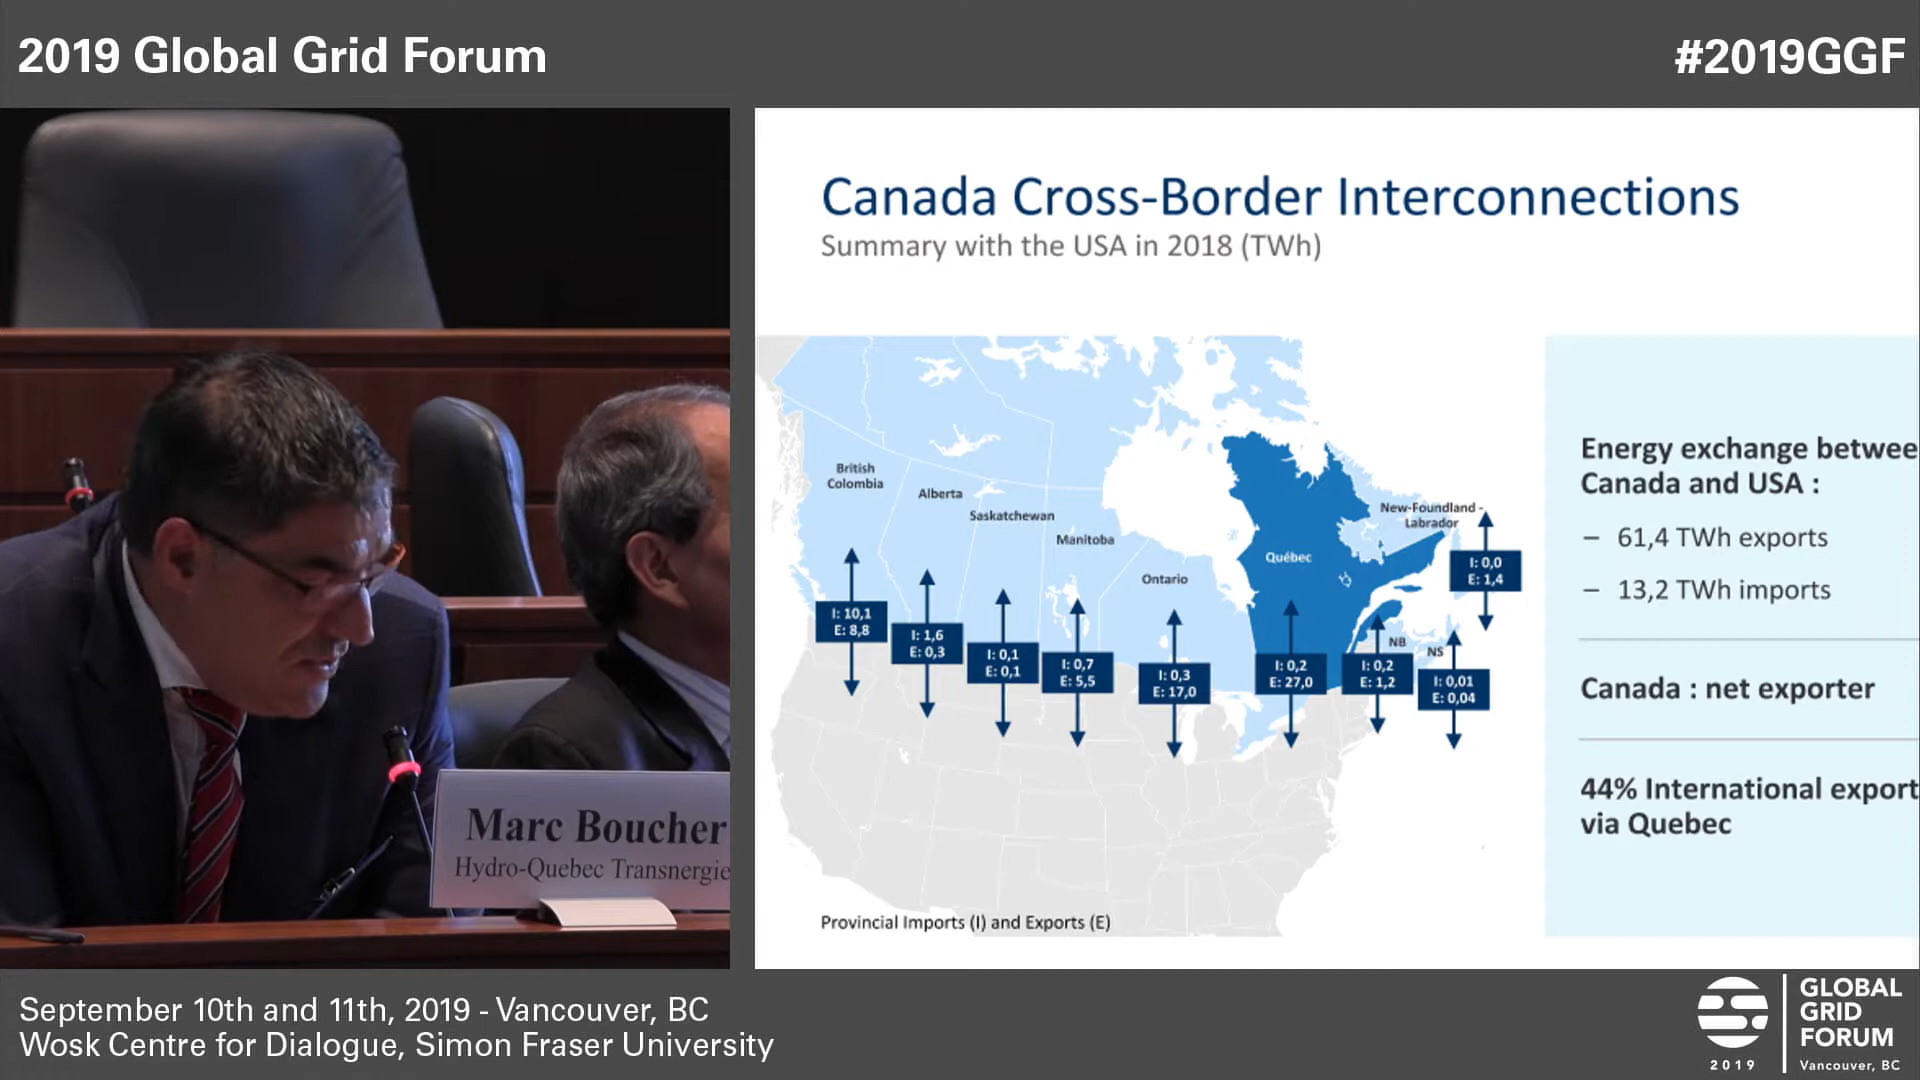 2019 Global Grid Forum
#2019GGF
Canada Cross-Border Interconnections
Summary with the USA in 2018 (TWh)
British
Colombia
Alberta
Saskatchewan
Manitoba
Ontario
Québec
New-Foundland -
Labrador
NB
NS
I: 10,1
E: 8,8
I: 1,6
E: 0,3
I: 0,1
E: 0,1
I: 0,7
E: 5,5
I: 0,3
E: 17,0
I: 0,2
E: 27,0
I: 0,2
E: 1,2
I: 0,01
E: 0,04
I: 0,0
E: 1,4
Provincial Imports (I) and Exports (E)
Energy exchange betwee
Canada and USA :
– 61,4 TWh exports
– 13,2 TWh imports
Canada : net exporter
44% International export
via Quebec
Marc Boucher
Hydro-Quebec Transnergie
September 10th and 11th, 2019 - Vancouver, BC
Wosk Centre for Dialogue, Simon Fraser University
2019
GLOBAL
GRID
FORUM
Vancouver, BC